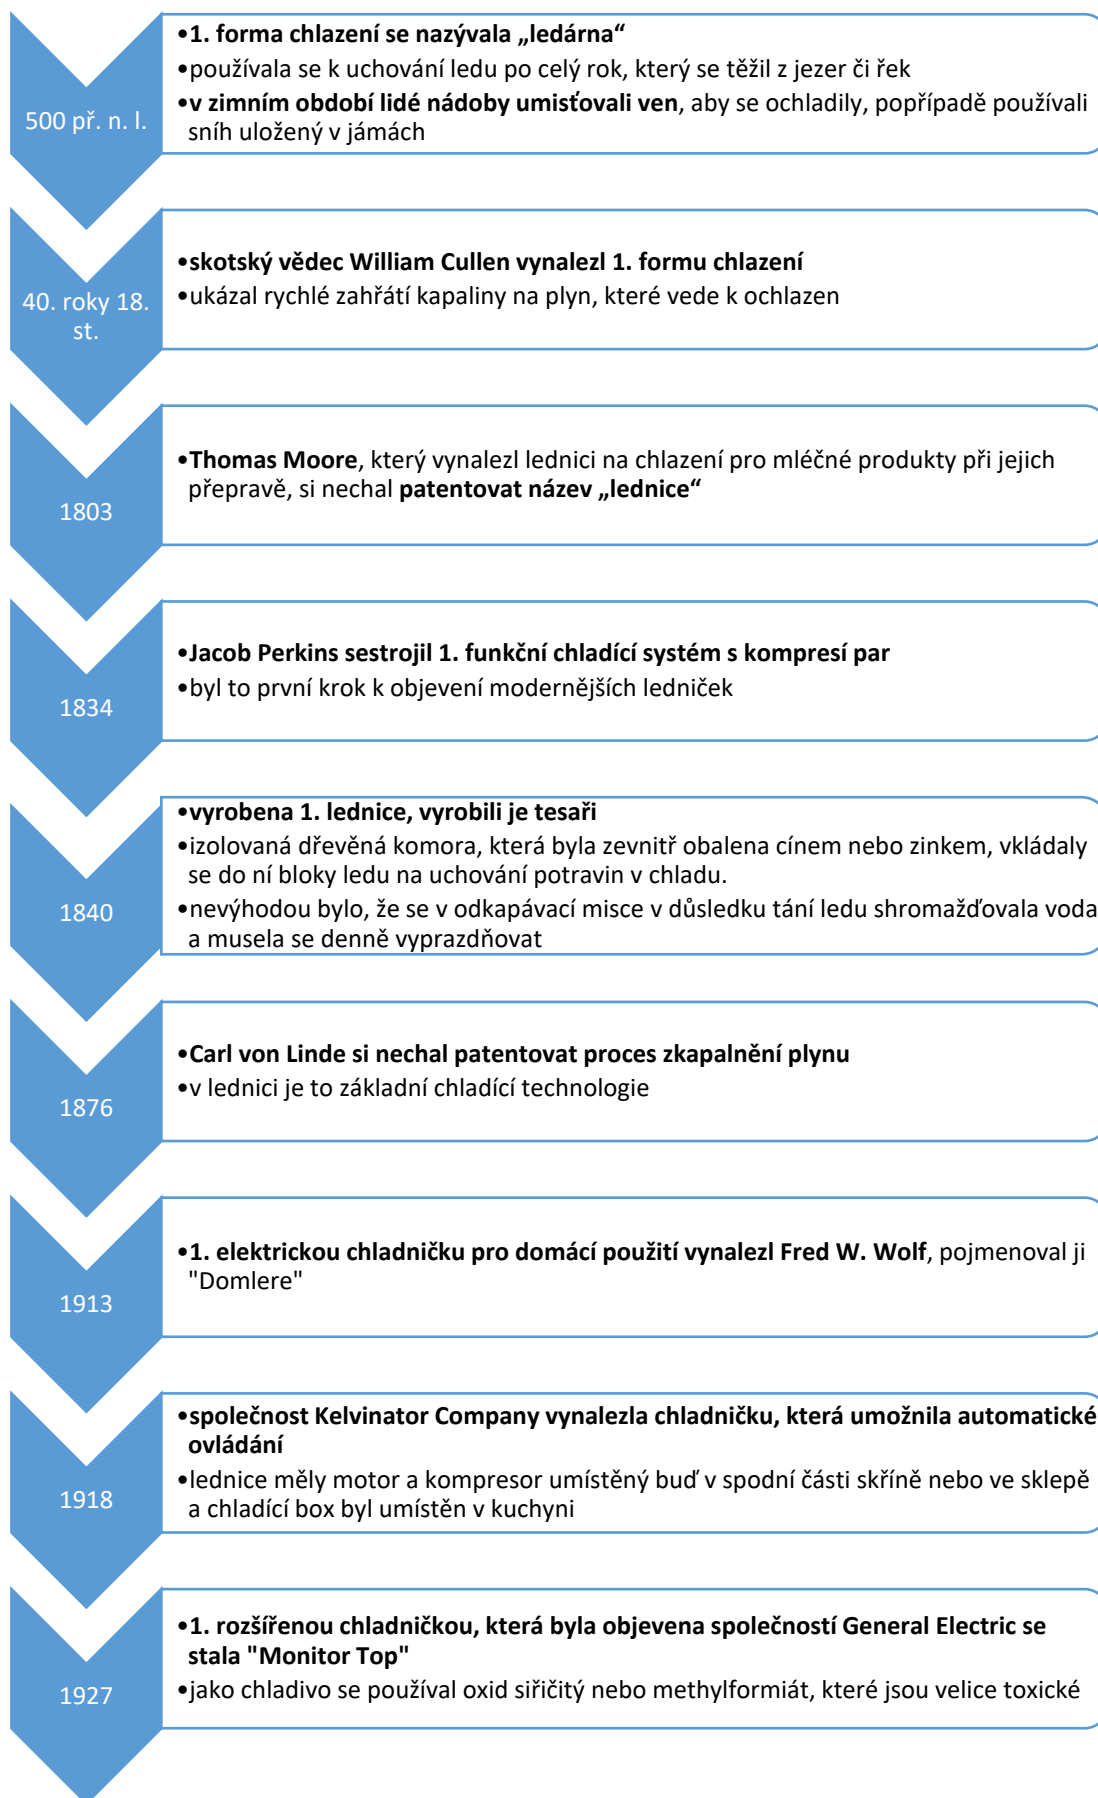 500 př. n. l.
•1. forma chlazení se nazývala „ledárna“
•používala se k uchování ledu po celý rok, který se těžil z jezer či řek
•v zimním období lidé nádoby umisťovali ven, aby se ochladily, popřípadě používali
sníh uložený v jámách
40. roky 18.
st.
•skotský vědec William Cullen vynalezl 1. formu chlazení
•ukázal rychlé zahřátí kapaliny na plyn, které vede k ochlazen
1803
•Thomas Moore, který vynalezl lednici na chlazení pro mléčné produkty při jejich
přepravě, si nechal patentovat název „lednice“
1834
•Jacob Perkins sestrojil 1. funkční chladící systém s kompresí par
•byl to první krok k objevení modernějších ledniček
1840
•vyrobena 1. lednice, vyrobili je tesaři
•izolovaná dřevěná komora, která byla zevnitř obalena cínem nebo zinkem, vkládaly
se do ní bloky ledu na uchování potravin v chladu.
•nevýhodou bylo, že se v odkapávací misce v důsledku tání ledu shromažďovala voda
a musela se denně vyprazdňovat
1876
•Carl von Linde si nechal patentovat proces zkapalnění plynu
•v lednici je to základní chladící technologie
1913
•1. elektrickou chladničku pro domácí použití vynalezl Fred W. Wolf, pojmenoval ji
"Domlere"
1918
•společnost Kelvinator Company vynalezla chladničku, která umožnila automatické
ovládání
•lednice měly motor a kompresor umístěný buď v spodní části skříně nebo ve sklepě
a chladící box byl umístěn v kuchyni
1927
•1. rozšířenou chladničkou, která byla objevena společností General Electric se
stala "Monitor Top"
•jako chladivo se používal oxid siřičitý nebo methylformiát, které jsou velice toxické